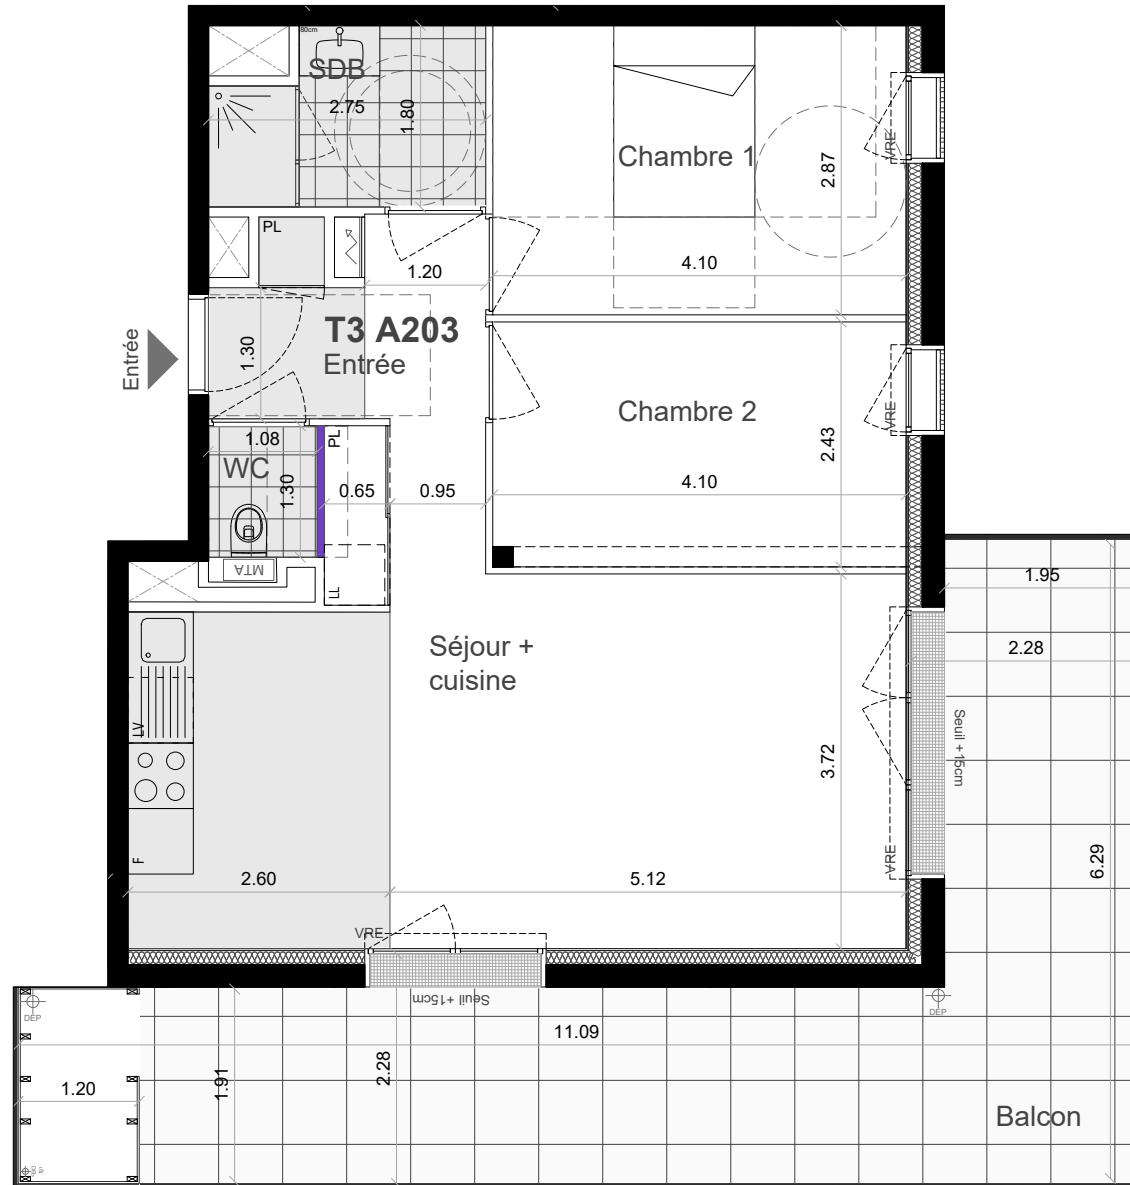 80cm
SDB
2.75
1.80
Chambre 1
VRE
2.87
PL
1.20
4.10
Entrée
T3 A203
Entrée
1.30
Chambre 2
VRE
2.43
1.08
PL
WC
1.30
0.65
0.95
4.10
MTA
LL
1.95
Séjour +
cuisine
2.28
LV
Seuil +15cm
3.72
VRE
6.29
F
2.60
5.12
VRE
Seuil +15cm
DEP
DEP
11.09
1.20
1.91
2.28
Balcon